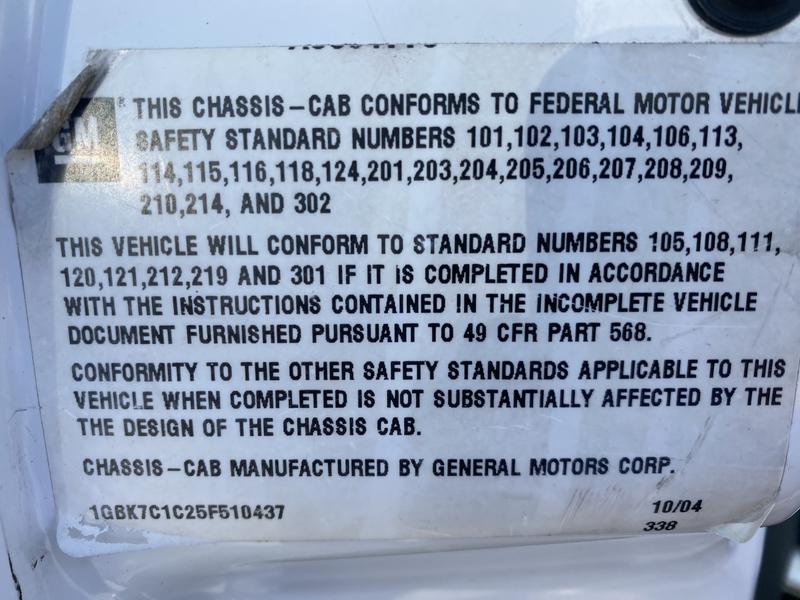 GM
® THIS CHASSIS-CAB CONFORMS TO FEDERAL MOTOR VEHICL
SAFETY STANDARD NUMBERS 101,102,103,104,106,113,
114,115,116,118,124,201,203,204,205,206,207,208,209,
210,214, AND 302
THIS VEHICLE WILL CONFORM TO STANDARD NUMBERS 105,108,111,
120,121,212,219 AND 301 IF IT IS COMPLETED IN ACCORDANCE
WITH THE INSTRUCTIONS CONTAINED IN THE INCOMPLETE VEHICLE
DOCUMENT FURNISHED PURSUANT TO 49 CFR PART 568.
CONFORMITY TO THE OTHER SAFETY STANDARDS APPLICABLE TO THIS
VEHICLE WHEN COMPLETED IS NOT SUBSTANTIALLY AFFECTED BY THE
THE DESIGN OF THE CHASSIS CAB.
CHASSIS-CAB MANUFACTURED BY GENERAL MOTORS CORP.
1GBK7C1C25F510437 10/04
338